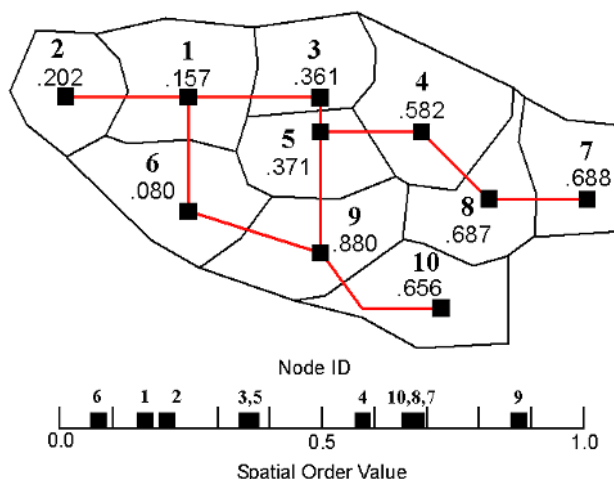 2 1 3 4
.202 .157 .361 .582
5
.371
6
.080
7
.688
9
.880
8
.687
10
.656
Node ID
6 1 2 3,5 4 10,8,7 9
0.0 0.5 1.0
Spatial Order Value